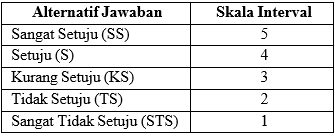 Alternatif Jawaban Skala Interval
Sangat Setuju (SS) 5
Setuju (S) 4
Kurang Setuju (KS) 3
Tidak Setuju (TS) 2
Sangat Tidak Setuju (STS) 1